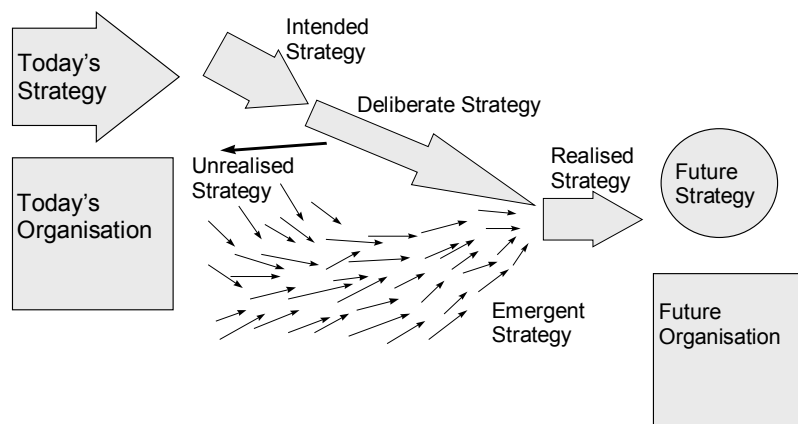 Today's
Strategy
Intended
Strategy
Deliberate Strategy
Unrealised
Strategy
Today's
Organisation
Realised
Strategy
Future
Strategy
Emergent
Strategy
Future
Organisation